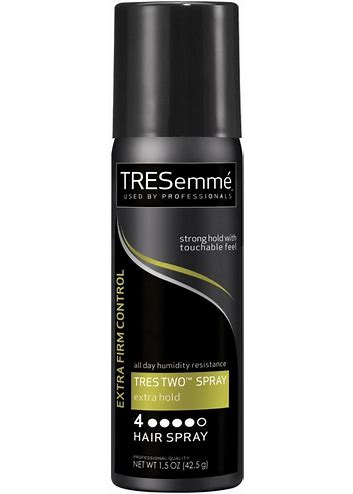 TRESemmé
USED BY PROFESSIONALS
strong hold with
touchable feel
EXTRA FIRM CONTROL
all day humidity resistance
TRES TWO™ SPRAY
extra hold
4
HAIR SPRAY
PROFESSIONAL QUALITY
NET WT 1.5 OZ (42.5 g)